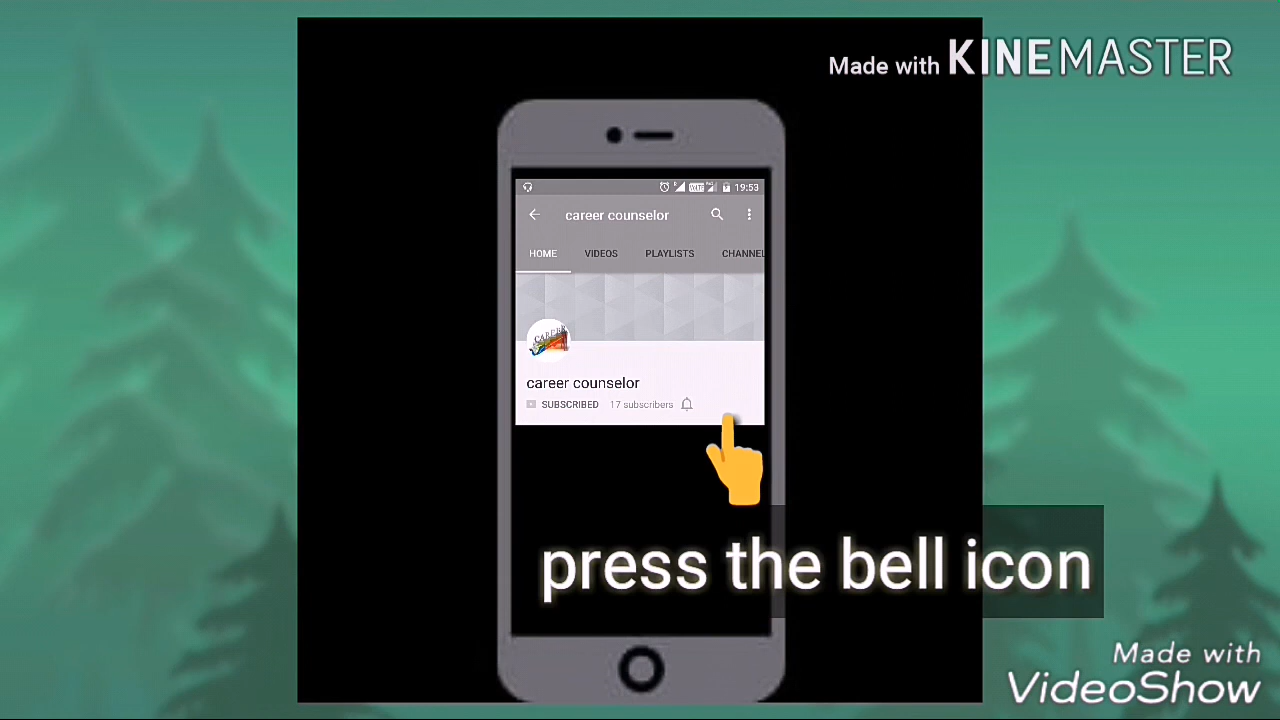 Made with KINEMASTER
19:53
career counselor
HOME VIDEOS PLAYLISTS CHANNEL
CAREER
career counselor
SUBSCRIBED 17 subscribers
press the bell icon
Made with
VideoShow